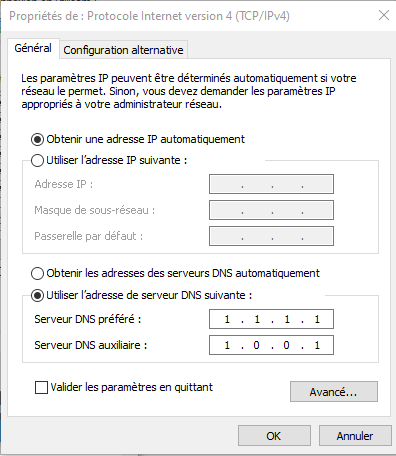 Propriétés de : Protocole Internet version 4 (TCP/IPv4)
Général
Configuration alternative
Les paramètres IP peuvent être déterminés automatiquement si votre
réseau le permet. Sinon, vous devez demander les paramètres IP
appropriés à votre administrateur réseau.
Obtenir une adresse IP automatiquement
Utiliser l'adresse IP suivante :
Adresse IP :
Masque de sous-réseau :
Passerelle par défaut :
Obtenir les adresses des serveurs DNS automatiquement
Utiliser l'adresse de serveur DNS suivante :
Serveur DNS préféré : 1 . 1 . 1 . 1
Serveur DNS auxiliaire : 1 . 0 . 0 . 1
Valider les paramètres en quittant
Avancé...
OK Annuler